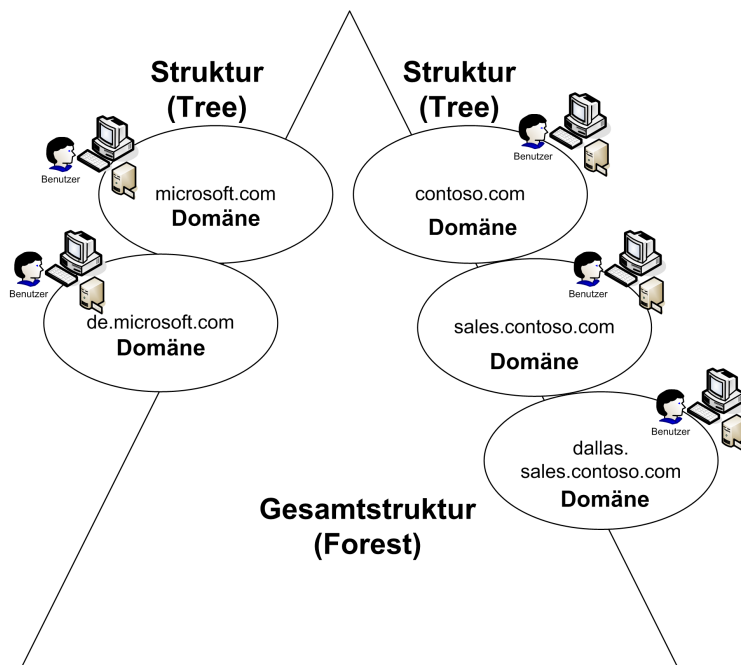 Struktur
(Tree)
Struktur
(Tree)
Benutzer
microsoft.com
Domäne
Benutzer
contoso.com
Domäne
Benutzer
de.microsoft.com
Domäne
Benutzer
sales.contoso.com
Domäne
Benutzer
dallas.
sales.contoso.com
Domäne
Gesamtstruktur
(Forest)